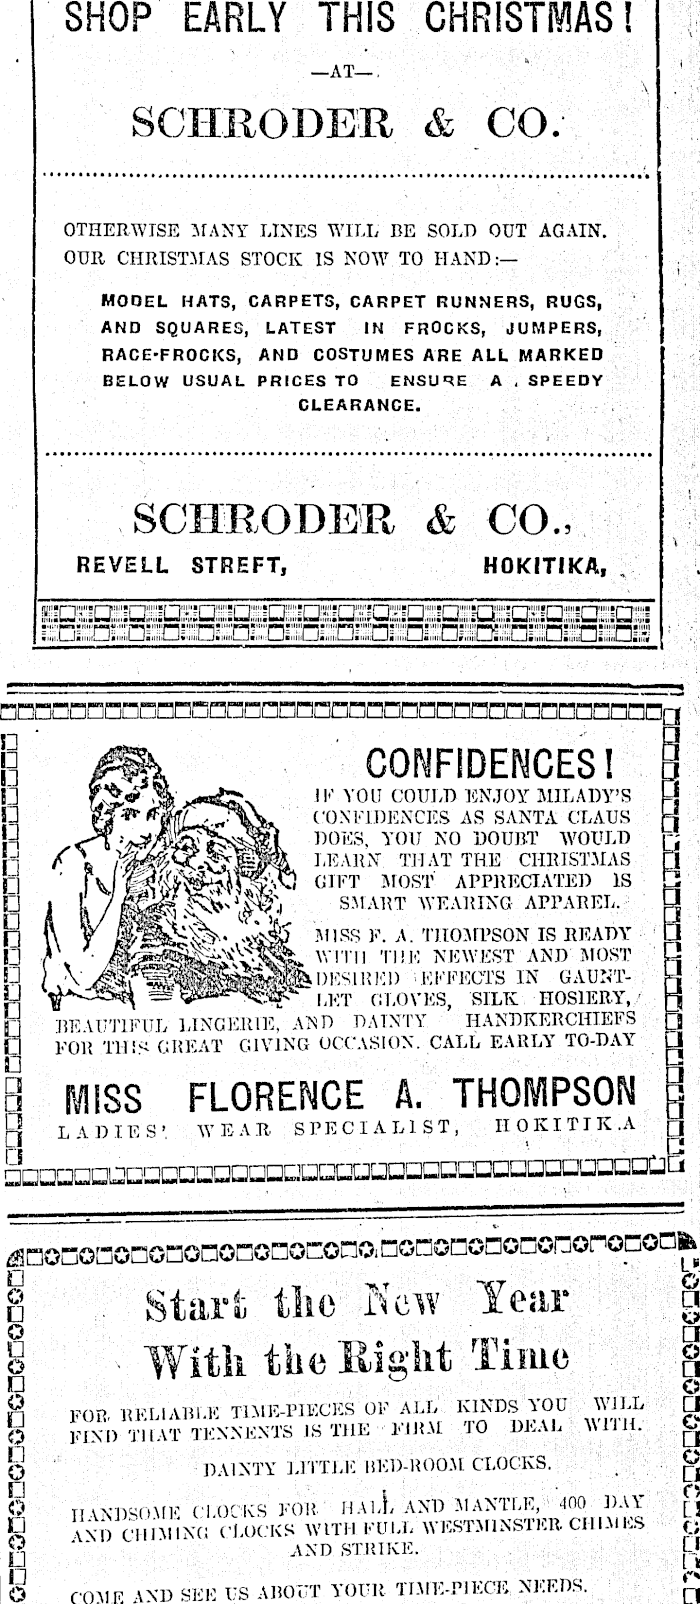 SHOP EARLY THIS CHRISTMAS!
—AT—
SCHRODER & CO.
OTHERWISE MANY LINES WILL BE SOLD OUT AGAIN.
OUR CHRISTMAS STOCK IS NOW TO HAND:—
MODEL HATS, CARPETS, CARPET RUNNERS, RUGS,
AND SQUARES, LATEST IN FROCKS, JUMPERS,
RACE-FROCKS, AND COSTUMES ARE ALL MARKED
BELOW USUAL PRICES TO ENSURE A SPEEDY
CLEARANCE.
SCHRODER & CO.,
REVELL STREFT, HOKITIKA,
CONFIDENCES!
IF YOU COULD ENJOY MILADY'S
CONFIDENCES AS SANTA CLAUS
DOES, YOU NO DOUBT WOULD
LEARN THAT THE CHRISTMAS
GIFT MOST APPRECIATED IS
SMART WEARING APPAREL.
MISS F. A. THOMPSON IS READY
WITH THE NEWEST AND MOST
DESIRED EFFECTS IN GAUNT-
LET GLOVES, SILK HOSIERY,
BEAUTIFUL LINGERIE, AND DAINTY HANDKERCHIEFS
FOR THIS GREAT GIVING OCCASION. CALL EARLY TO-DAY
MISS FLORENCE A. THOMPSON
LADIES' WEAR SPECIALIST, HOKITIKA
Start the New Year
With the Right Time
FOR RELIABLE TIME-PIECES OF ALL KINDS YOU WILL
FIND THAT TENNENTS IS THE FIRM TO DEAL WITH.
DAINTY LITTLE BED-ROOM CLOCKS.
HANDSOME CLOCKS FOR HALL AND MANTLE, 400 DAY
AND CHIMING CLOCKS WITH FULL WESTMINSTER CHIMES
AND STRIKE.
COME AND SEE US ABOUT YOUR TIME-PIECE NEEDS.